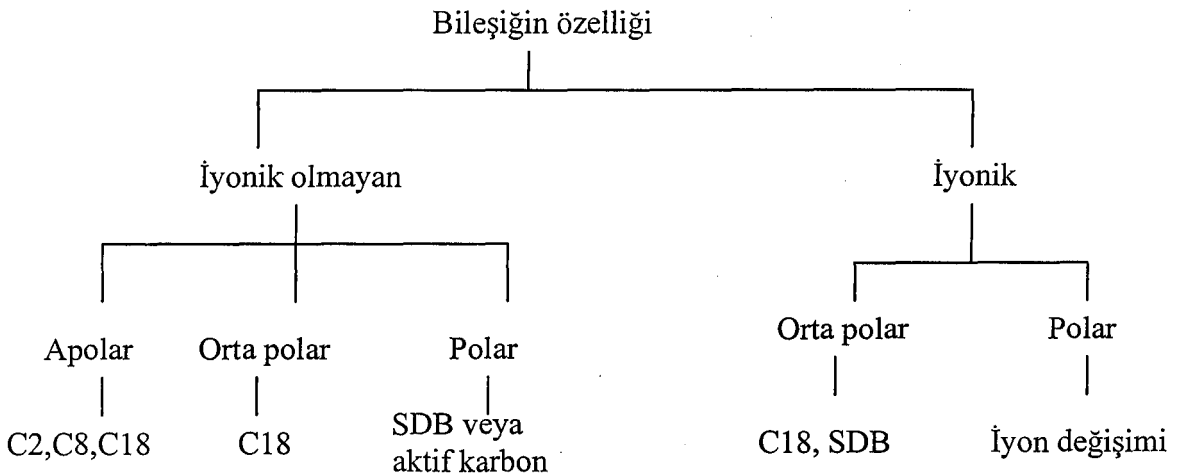 Bileşiğin özelliği
İyonik olmayan
İyonik
Apolar
Orta polar
Polar
Orta polar
Polar
C2,C8,C18
C18
SDB veya
aktif karbon
C18, SDB
İyon değişimi